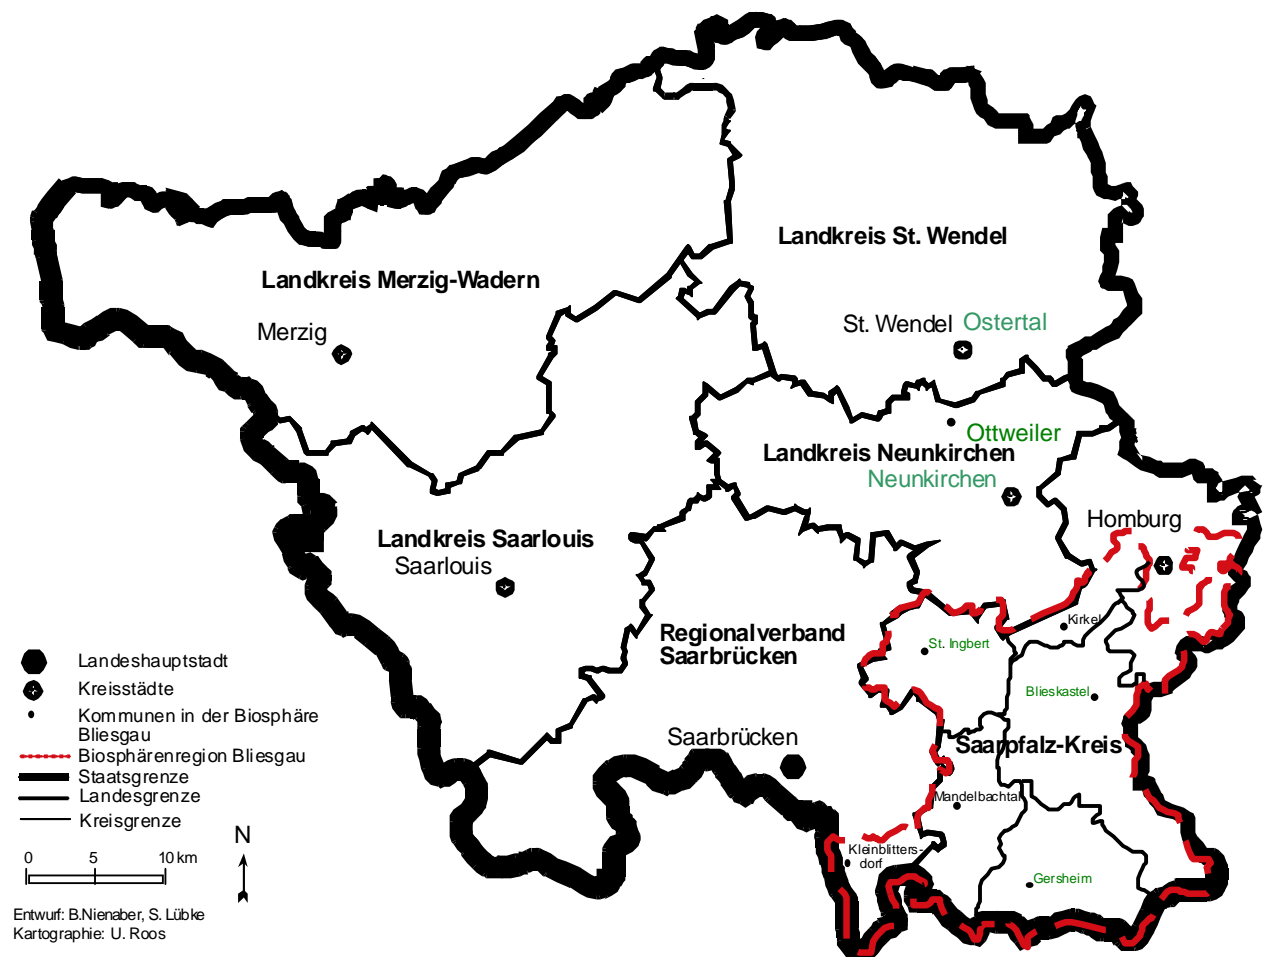 Landkreis St. Wendel
Landkreis Merzig-Wadern
Merzig
St. Wendel
Ostertal
Ottweiler
Landkreis Neunkirchen
Neunkirchen
Homburg
Landkreis Saarlouis
Saarlouis
Kirkel
Regionalverband
Saarbrücken
St. Ingbert
Blieskastel
Saarbrücken
Saarpfalz-Kreis
Mandelbachtal
Kleinblitters-
dorf
Gersheim
Landeshauptstadt
Kreisstädte
Kommunen in der Biosphäre
Bliesgau
Biosphärenregion Bliesgau
Staatsgrenze
Landesgrenze
Kreisgrenze
N
0 5 10 km
Entwurf: B.Nienaber, S. Lübke
Kartographie: U. Roos